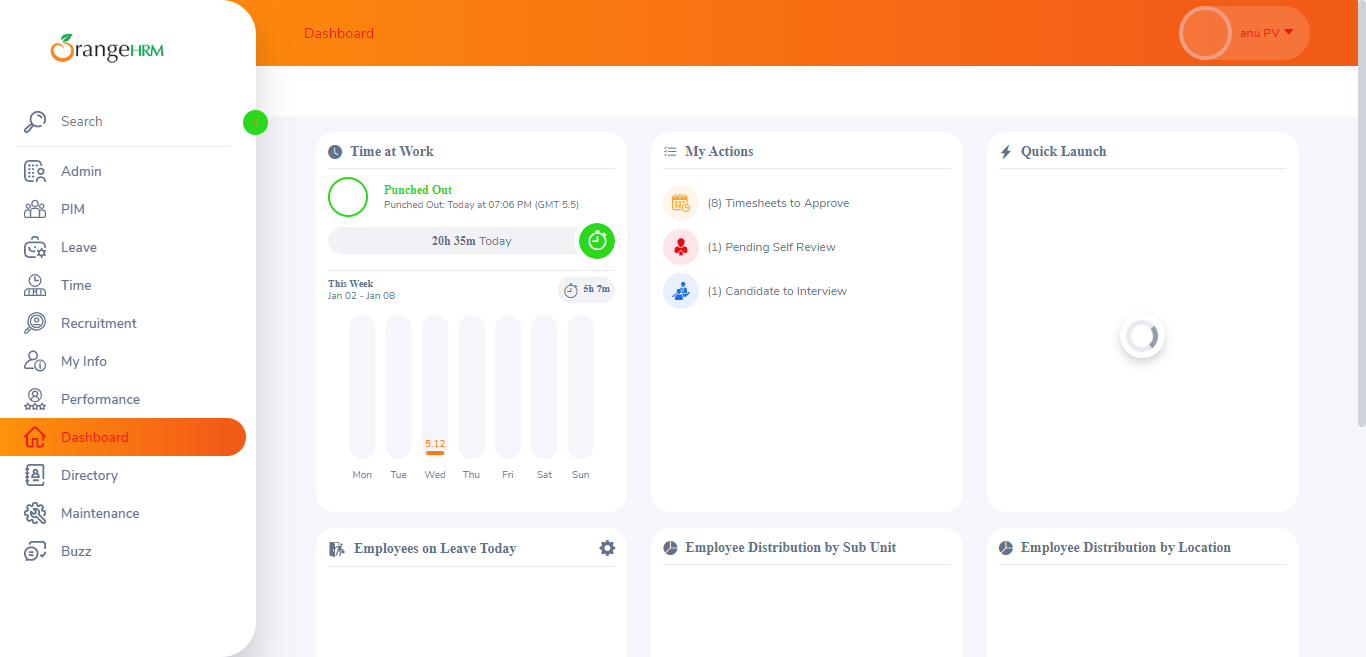 OrangeHRM
Search
Admin
PIM
Leave
Time
Recruitment
My Info
Performance
Dashboard
Directory
Maintenance
Buzz
Dashboard
anu PV
Time at Work
Punched Out
Punched Out: Today at 07:06 PM (GMT 5.5)
20h 35m Today
This Week
Jan 02 - Jan 08
5h 7m
5.12
Mon Tue Wed Thu Fri Sat Sun
My Actions
(8) Timesheets to Approve
(1) Pending Self Review
(1) Candidate to Interview
Quick Launch
Employees on Leave Today
Employee Distribution by Sub Unit
Employee Distribution by Location